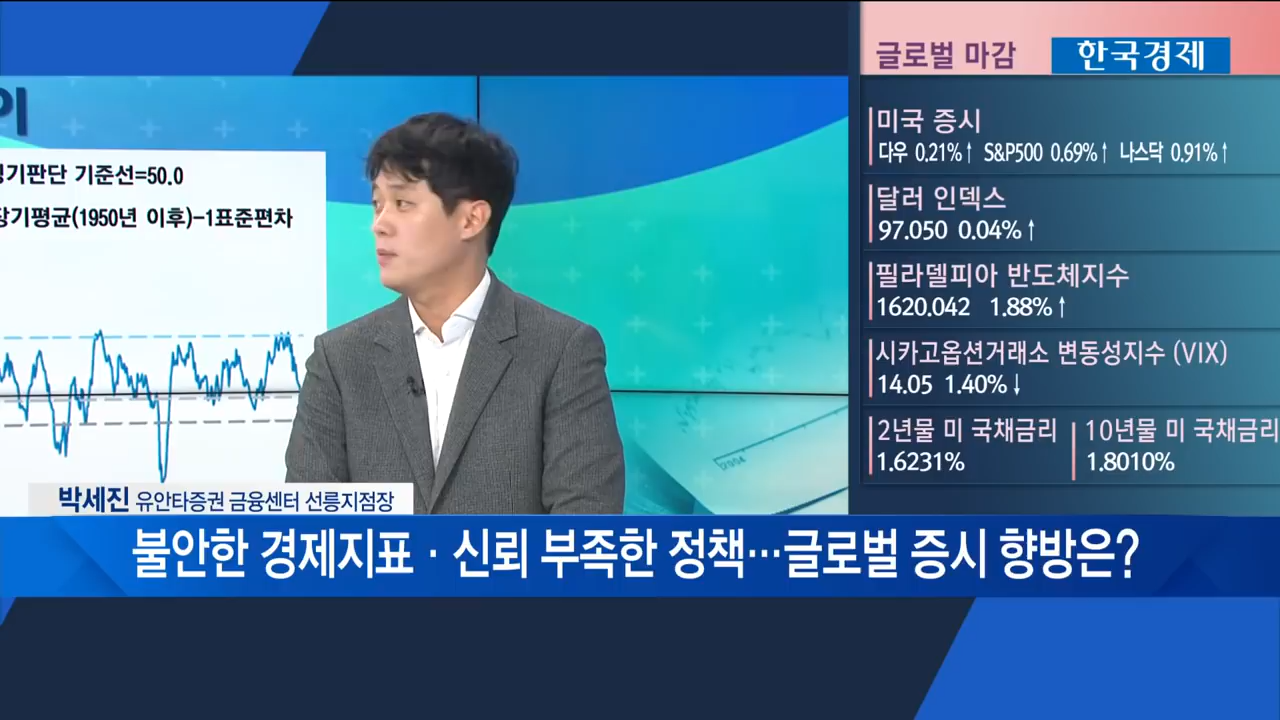 경기판단 기준선=50.0
장기평균(1950년 이후)-1표준편차
박세진 유안타증권 금융센터 선릉지점장
불안한 경제지표·신뢰 부족한 정책…글로벌 증시 향방은?
글로벌 마감 한국경제
미국 증시
다우 0.21%↑ S&P500 0.69%↑ 나스닥 0.91%↑
달러 인덱스
97.050 0.04%↑
필라델피아 반도체지수
1620.042 1.88%↑
시카고옵션거래소 변동성지수 (VIX)
14.05 1.40%↓
2년물 미 국채금리
1.6231%
10년물 미 국채금리
1.8010%